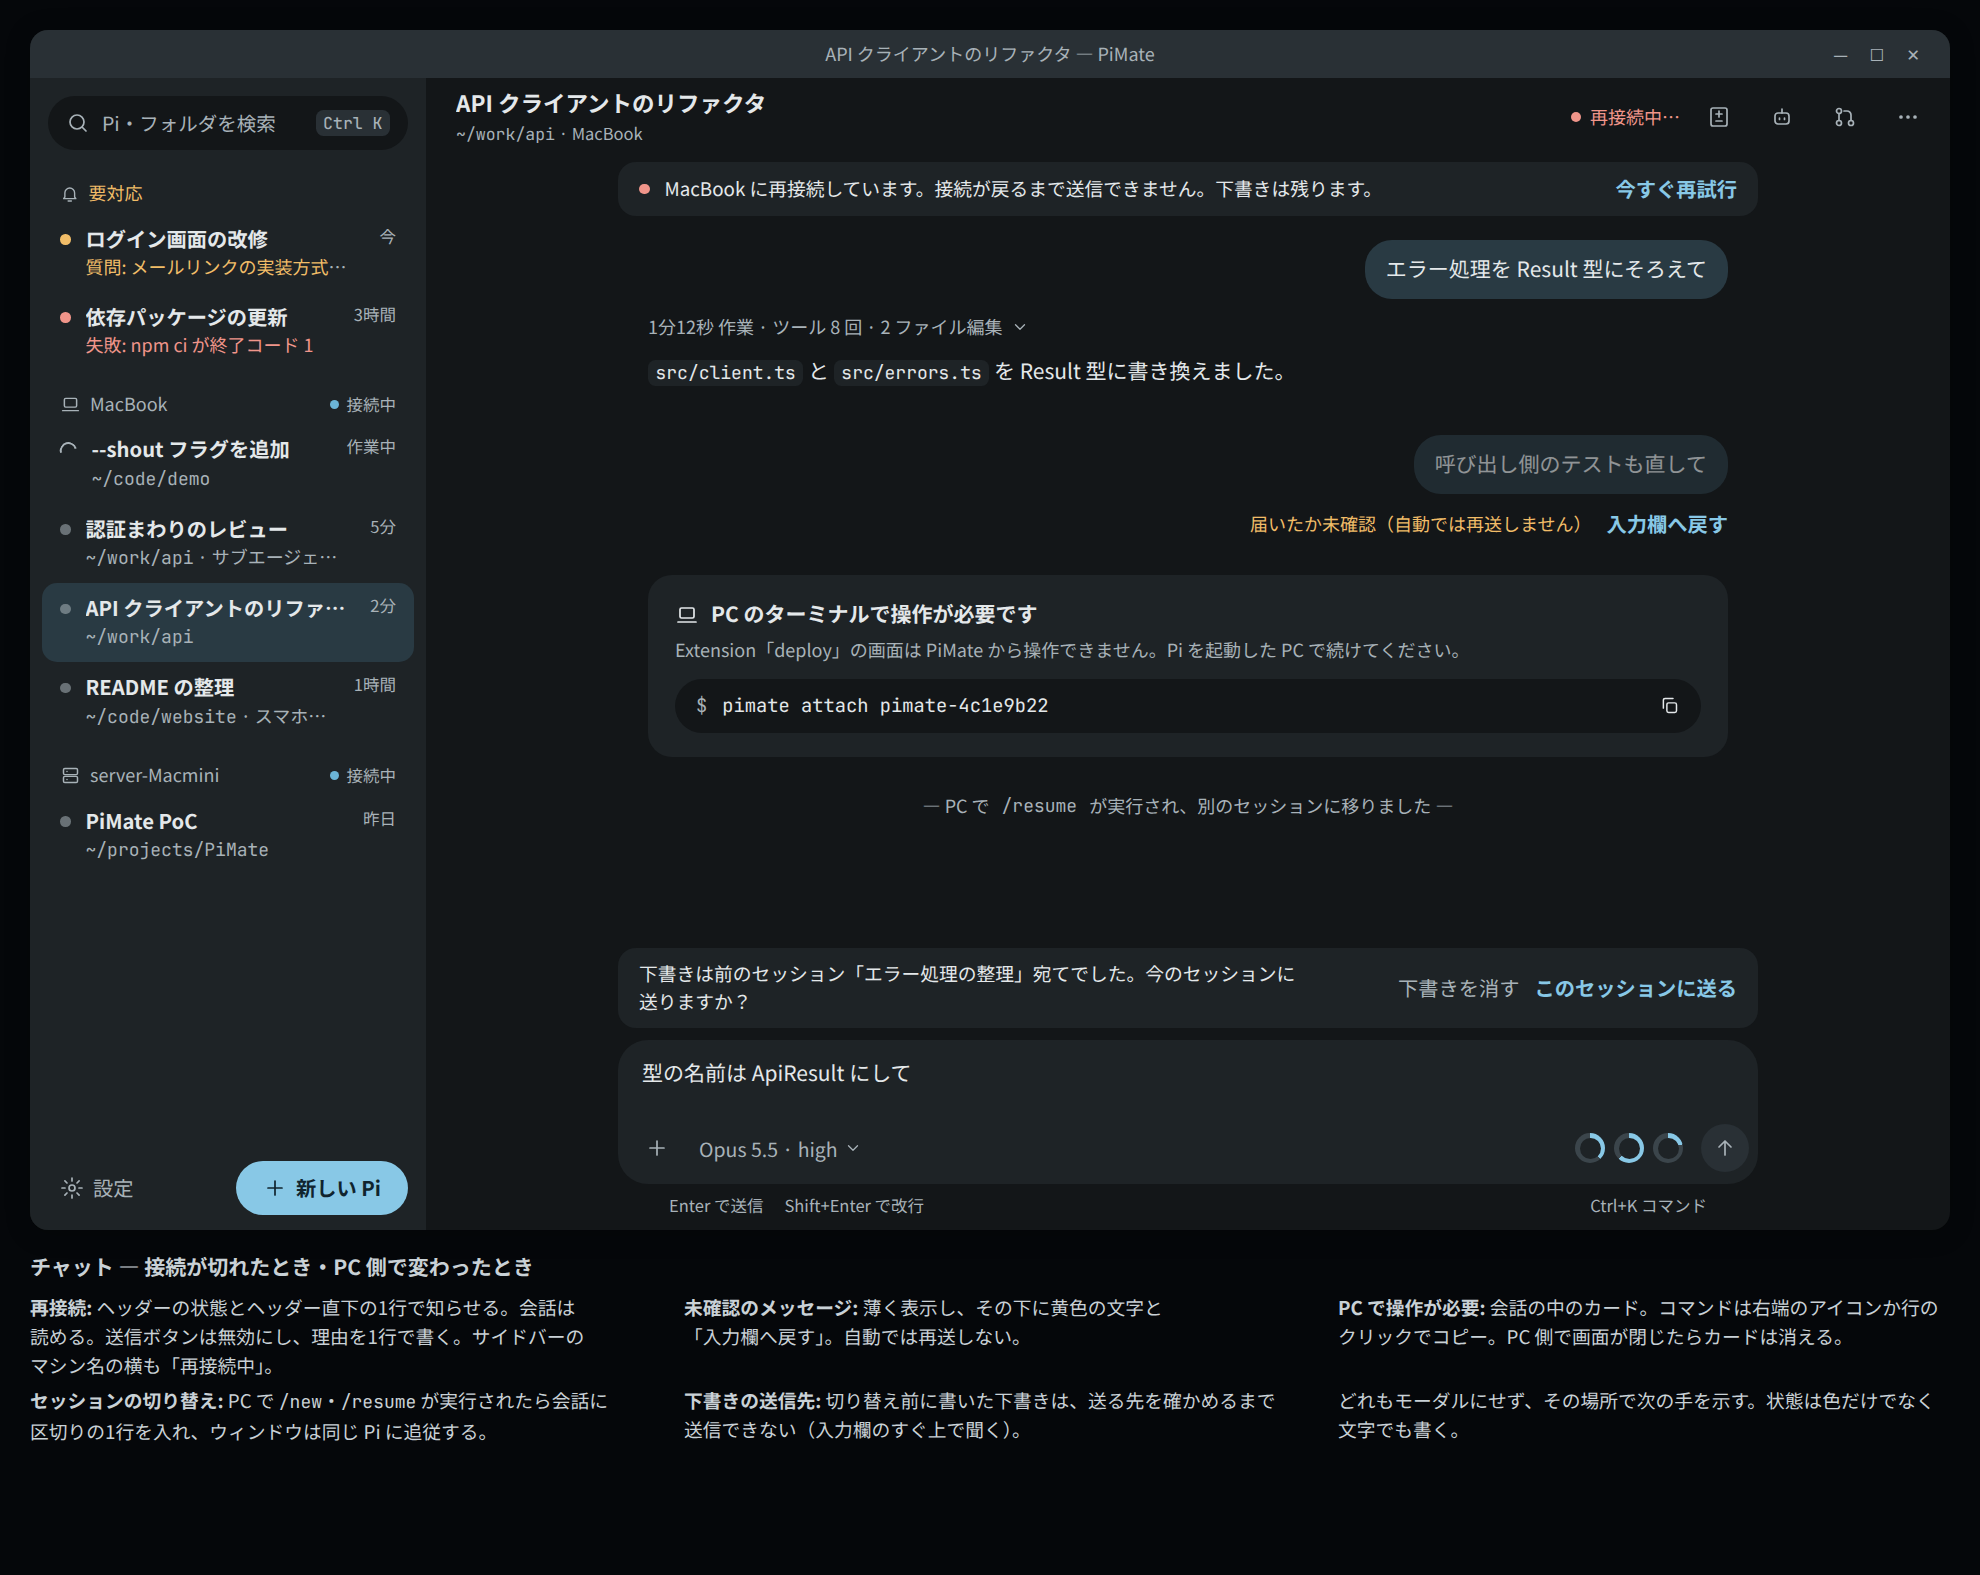 API クライアントのリファクタ — PiMate
Pi・フォルダを検索 Ctrl K
要対応
ログイン画面の改修 今
質問: メールリンクの実装方式…
依存パッケージの更新 3時間
失敗: npm ci が終了コード 1
MacBook 接続中
--shout フラグを追加 作業中
~/code/demo
認証まわりのレビュー 5分
~/work/api · サブエージェ…
API クライアントのリファ… 2分
~/work/api
README の整理 1時間
~/code/website · スマホ…
server-Macmini 接続中
PiMate PoC 昨日
~/projects/PiMate
設定
新しい Pi
API クライアントのリファクタ
~/work/api · MacBook
再接続中…
MacBook に再接続しています。接続が戻るまで送信できません。下書きは残ります。 今すぐ再試行
エラー処理を Result 型にそろえて
1分12秒 作業 · ツール 8 回 · 2 ファイル編集
src/client.ts と src/errors.ts を Result 型に書き換えました。
呼び出し側のテストも直して
届いたか未確認（自動では再送しません） 入力欄へ戻す
PC のターミナルで操作が必要です
Extension「deploy」の画面は PiMate から操作できません。Pi を起動した PC で続けてください。
$ pimate attach pimate-4c1e9b22
— PC で /resume が実行され、別のセッションに移りました —
下書きは前のセッション「エラー処理の整理」宛てでした。今のセッションに
送りますか？
下書きを消す このセッションに送る
型の名前は ApiResult にして
Opus 5.5 · high
Enter で送信 Shift+Enter で改行 Ctrl+K コマンド
チャット — 接続が切れたとき・PC 側で変わったとき
再接続: ヘッダーの状態とヘッダー直下の1行で知らせる。会話は
読める。送信ボタンは無効にし、理由を1行で書く。サイドバーの
マシン名の横も「再接続中」。
未確認のメッセージ: 薄く表示し、その下に黄色の文字と
「入力欄へ戻す」。自動では再送しない。
PC で操作が必要: 会話の中のカード。コマンドは右端のアイコンか行の
クリックでコピー。PC 側で画面が閉じたらカードは消える。
セッションの切り替え: PC で /new・/resume が実行されたら会話に
区切りの1行を入れ、ウィンドウは同じ Pi に追従する。
下書きの送信先: 切り替え前に書いた下書きは、送る先を確かめるまで
送信できない（入力欄のすぐ上で聞く）。
どれもモーダルにせず、その場所で次の手を示す。状態は色だけでなく
文字でも書く。